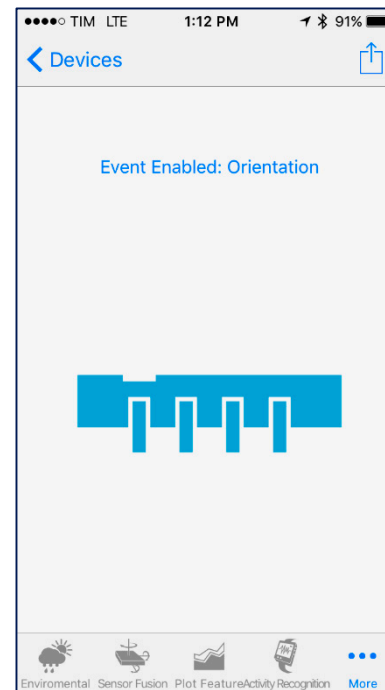 TIM LTE 1:12 PM 91%
Devices
Event Enabled: Orientation
Enviromental Sensor Fusion Plot Feature Activity Recognition More